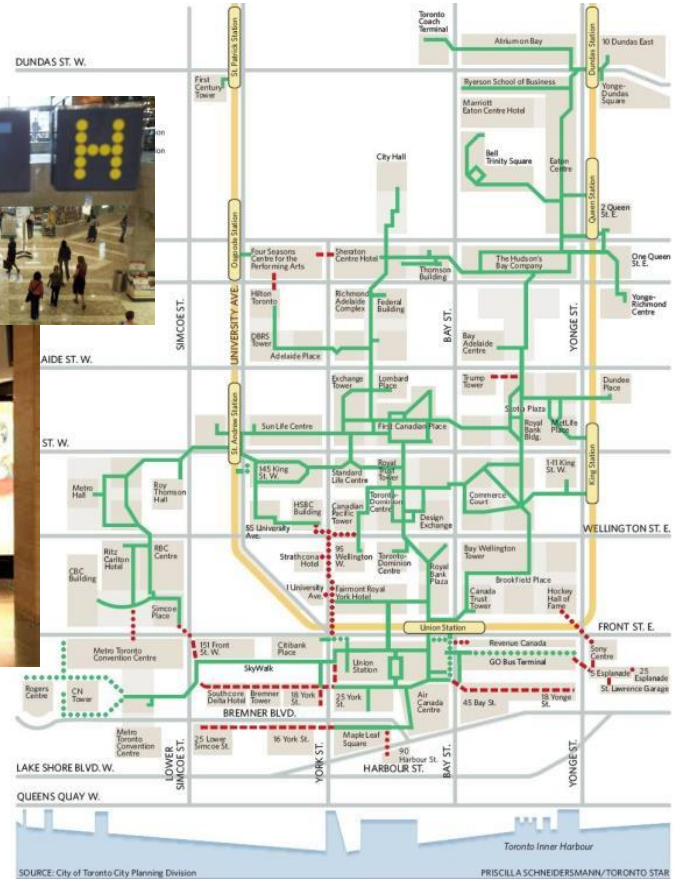 Toronto
Coach
Terminal
Atrium on Bay
Dundas Station
10 Dundas East
St. Patrick Station
DUNDAS ST. W.
First
Century
Tower
Ryerson School of Business
Yonge-
Dundas
Square
Marriott
Eaton Centre Hotel
H
City Hall
Bell
Trinity Square
Eaton
Centre
Queen Station
2 Queen
St. E.
Osgoode Station
Four Seasons
Centre for the
Performing Arts
Sheraton
Centre Hotel
Thomson
Building
The Hudson's
Bay Company
One Queen
St. E.
Hilton
Toronto
Richmond
Adelaide
Complex
Federal
Building
Yonge-
Richmond
Centre
SIMCOE ST.
UNIVERSITY AVE.
BAY ST.
YONGE ST.
DBRS
Tower
Adelaide Place
Bay
Adelaide
Centre
AIDE ST. W.
Exchange
Tower
Lombard
Place
Trump
Tower
Dundee
Place
Scotia Plaza
St. Andrew Station
Sun Life Centre
First Canadian Place
Royal
Bank
Bldg.
MetLife
Place
King Station
ST. W.
145 King
St. W.
Standard
Life Centre
Royal
Trust
Tower
1-11 King
St. W.
Metro
Hall
Roy
Thomson
Hall
HSBC
Building
Canadian
Pacific
Tower
Toronto-
Dominion
Centre
Commerce
Court
Design
Exchange
55 University
Ave.
WELLINGTON ST. E.
Ritz
Carlton
Hotel
RBC
Centre
Strathcona
Hotel
95
Wellington
W.
Toronto-
Dominion
Centre
Royal
Bank
Plaza
Bay Wellington
Tower
Brookfield Place
CBC
Building
1 University
Ave.
Fairmont Royal
York Hotel
Canada
Trust
Tower
Hockey
Hall of
Fame
Simcoe
Place
Union Station
FRONT ST. E.
Metro Toronto
Convention Centre
151 Front
St. W.
Citibank
Place
Revenue Canada
Sony
Centre
SkyWalk
Union
Station
GO Bus Terminal
5 Esplanade
25
Esplanade
St. Lawrence Garage
Rogers
Centre
CN
Tower
Southcore
Delta Hotel
Bremner
Tower
18 York
St.
25 York
St.
Air
Canada
Centre
45 Bay St.
18 Yonge
St.
BREMNER BLVD.
Metro
Toronto
Convention
Centre
25 Lower
Simcoe St.
16 York St.
Maple Leaf
Square
90
Harbour St.
LOWER
SIMCOE ST.
YORK ST.
HARBOUR ST.
BAY ST.
YONGE ST.
LAKE SHORE BLVD. W.
QUEENS QUAY W.
Toronto Inner Harbour
SOURCE: City of Toronto City Planning Division
PRISCILLA SCHNEIDERSMANN/TORONTO STAR